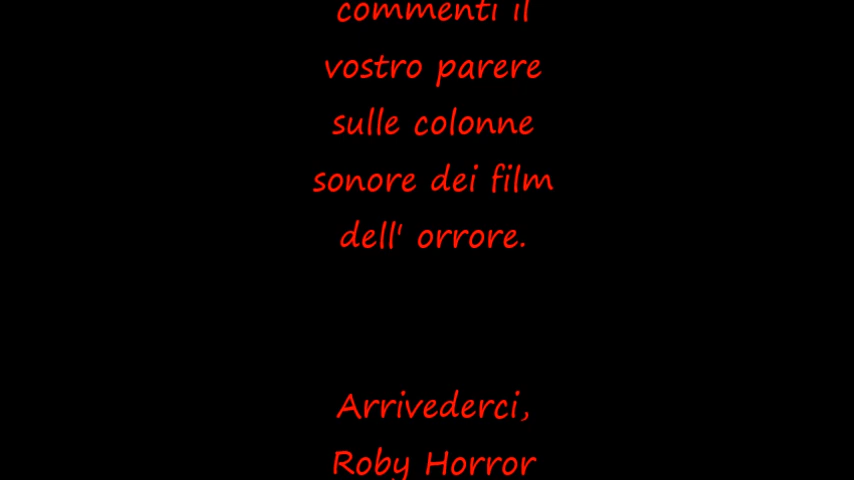 commenti il
vostro parere
sulle colonne
sonore dei film
dell' orrore.
Arrivederci,
Roby Horror